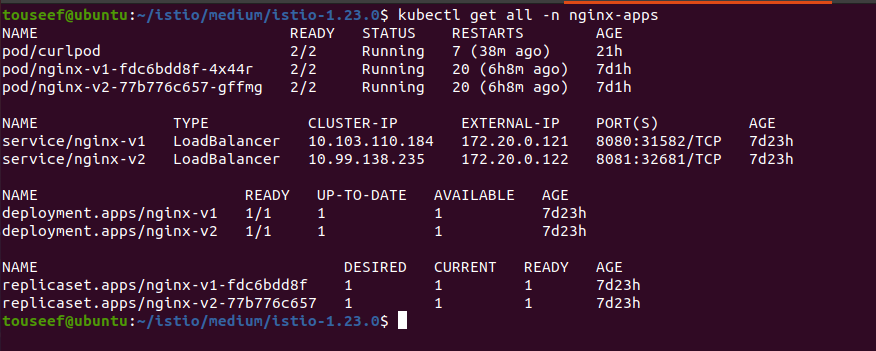 touseef@ubuntu:~/istio/medium/istio-1.23.0$ kubectl get all -n nginx-apps
NAME READY STATUS RESTARTS AGE
pod/curlpod 2/2 Running 7 (38m ago) 21h
pod/nginx-v1-fdc6bdd8f-4x44r 2/2 Running 20 (6h8m ago) 7d1h
pod/nginx-v2-77b776c657-gffmg 2/2 Running 20 (6h8m ago) 7d1h
NAME TYPE CLUSTER-IP EXTERNAL-IP PORT(S) AGE
service/nginx-v1 LoadBalancer 10.103.110.184 172.20.0.121 8080:31582/TCP 7d23h
service/nginx-v2 LoadBalancer 10.99.138.235 172.20.0.122 8081:32681/TCP 7d23h
NAME READY UP-TO-DATE AVAILABLE AGE
deployment.apps/nginx-v1 1/1 1 1 7d23h
deployment.apps/nginx-v2 1/1 1 1 7d23h
NAME DESIRED CURRENT READY AGE
replicaset.apps/nginx-v1-fdc6bdd8f 1 1 1 7d23h
replicaset.apps/nginx-v2-77b776c657 1 1 1 7d23h
touseef@ubuntu:~/istio/medium/istio-1.23.0$